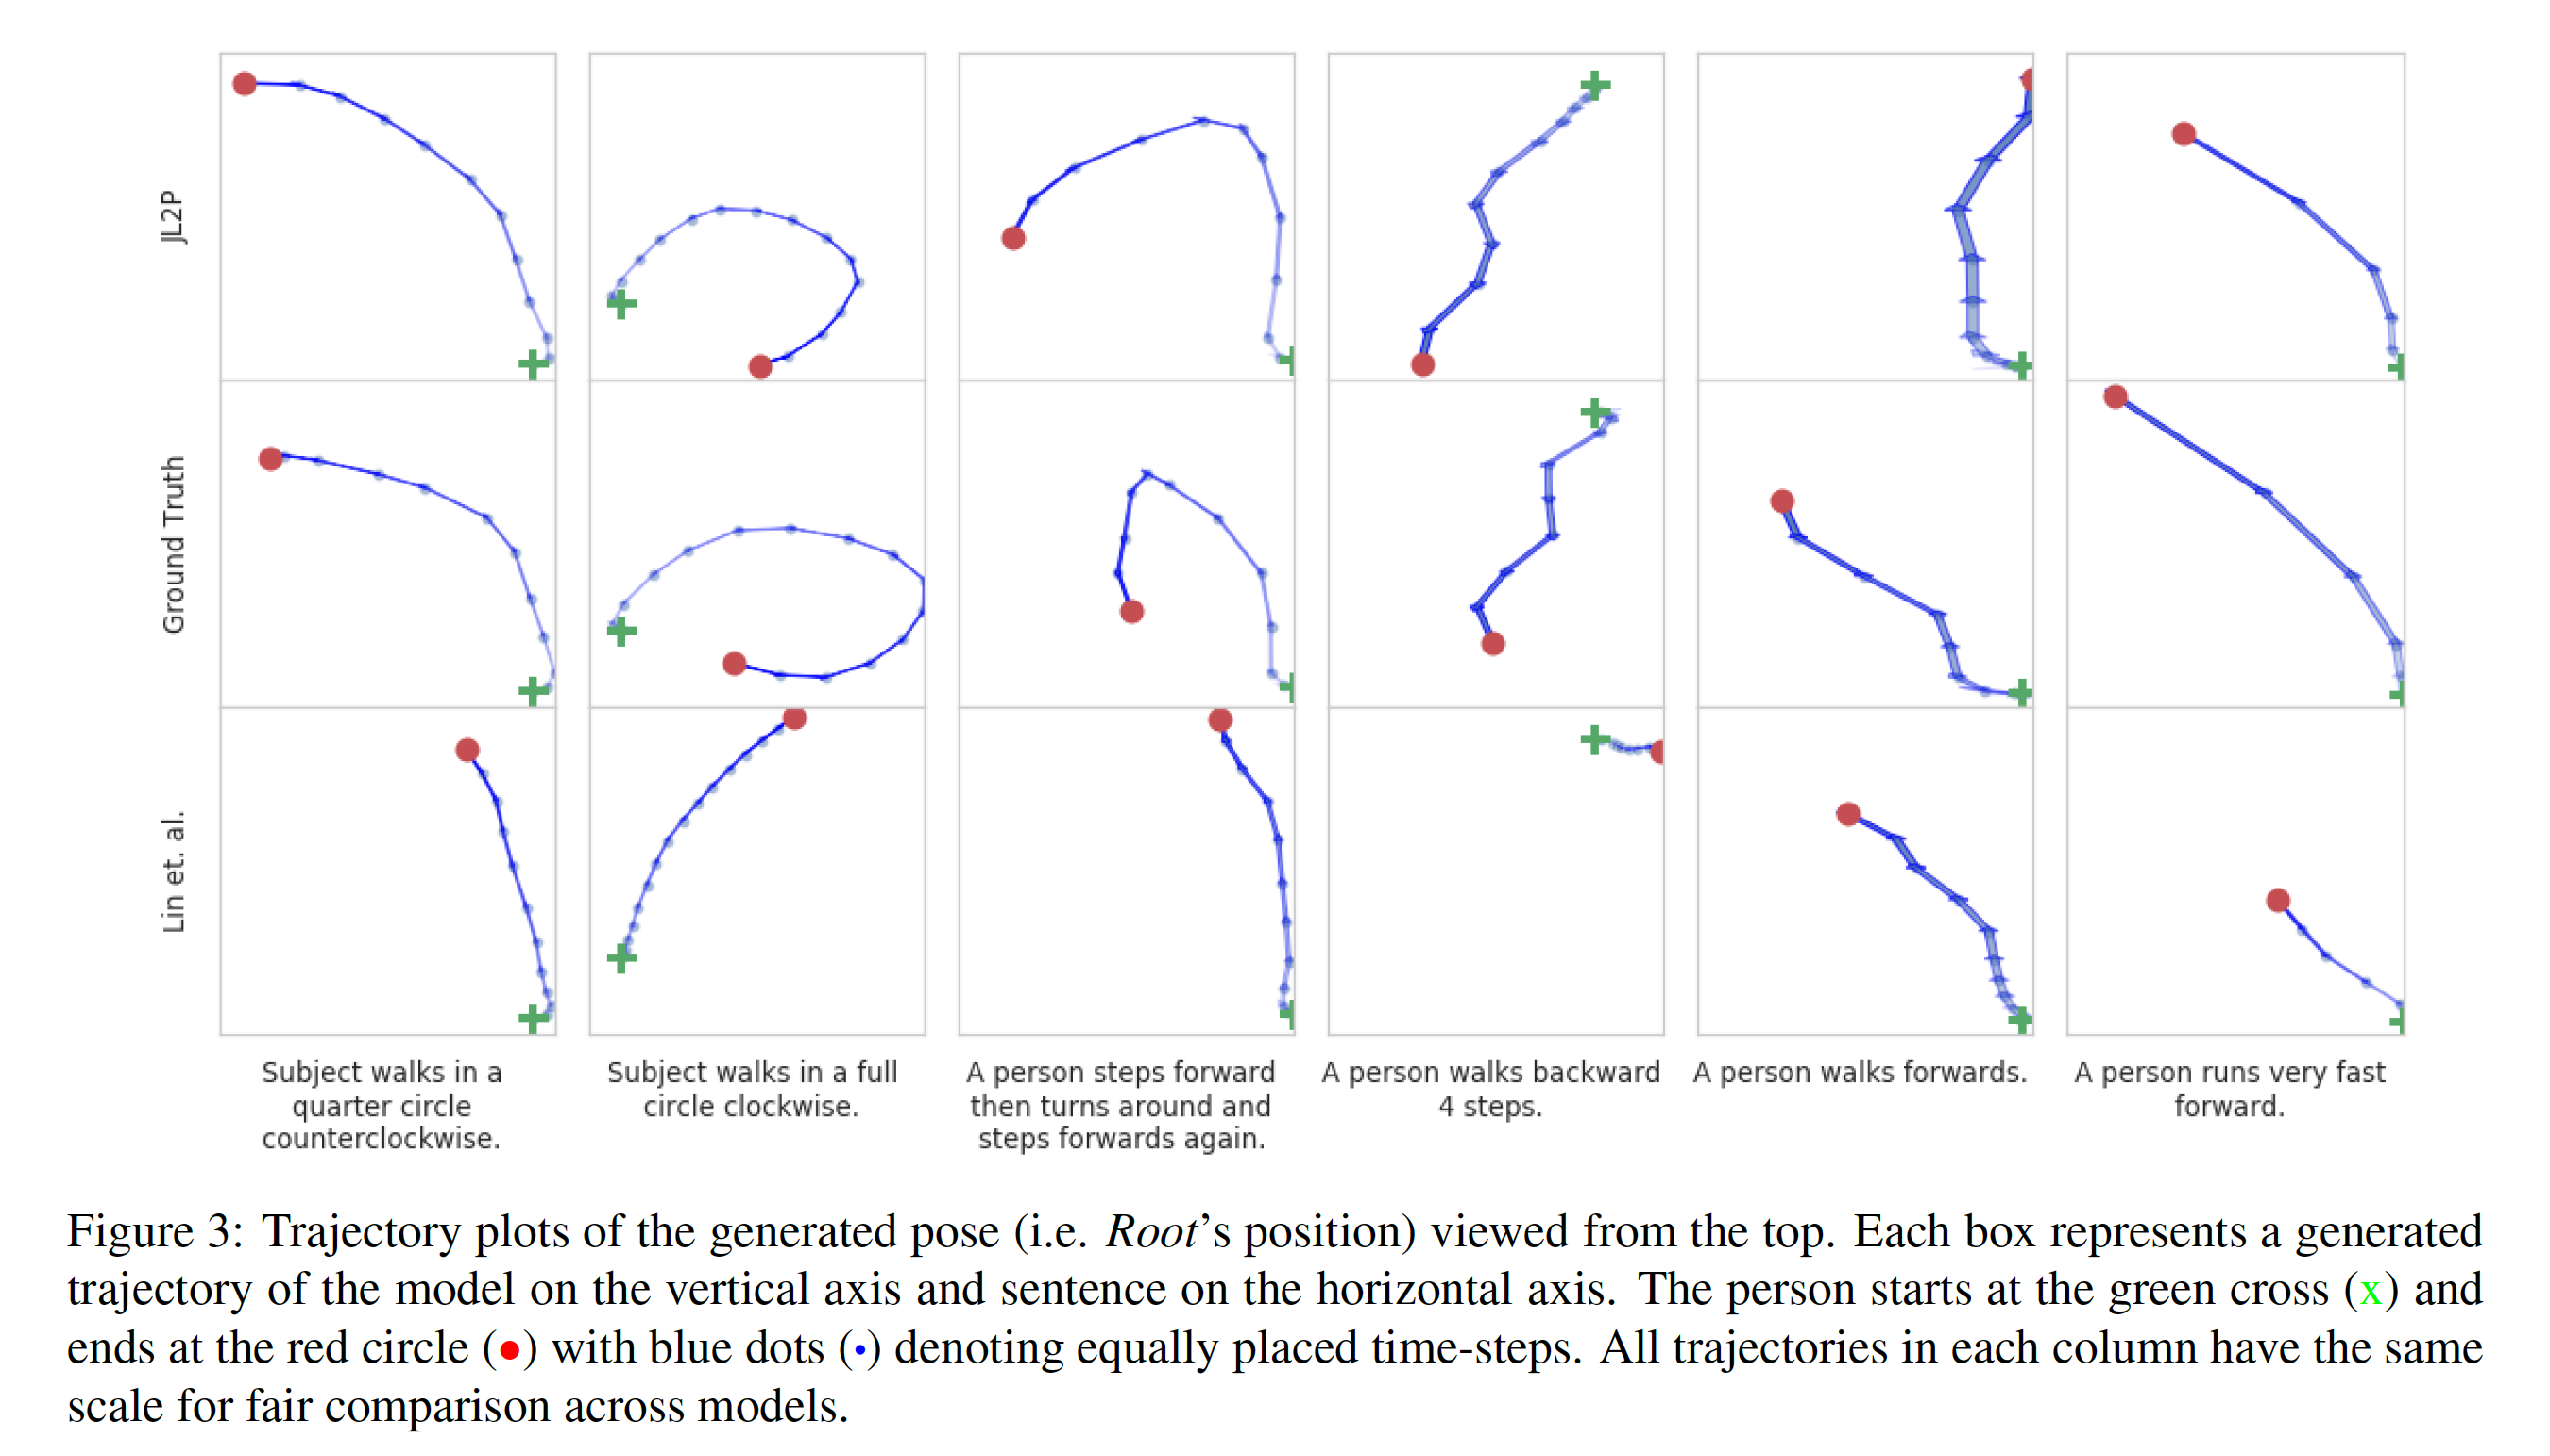 JL2P
Ground Truth
Lin et. al.
Subject walks in a
quarter circle
counterclockwise.
Subject walks in a full
circle clockwise.
A person steps forward
then turns around and
steps forwards again.
A person walks backward
4 steps.
A person walks forwards.
A person runs very fast
forward.
Figure 3: Trajectory plots of the generated pose (i.e. Root's position) viewed from the top. Each box represents a generated
trajectory of the model on the vertical axis and sentence on the horizontal axis. The person starts at the green cross (x) and
ends at the red circle (•) with blue dots (·) denoting equally placed time-steps. All trajectories in each column have the same
scale for fair comparison across models.